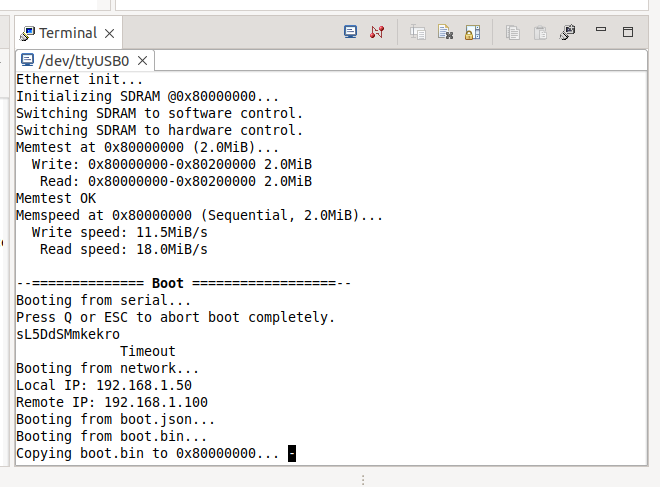 Terminal
/dev/ttyUSB0
Ethernet init...
Initializing SDRAM @0x80000000...
Switching SDRAM to software control.
Switching SDRAM to hardware control.
Memtest at 0x80000000 (2.0MiB)...
  Write: 0x80000000-0x80200000 2.0MiB
   Read: 0x80000000-0x80200000 2.0MiB
Memtest OK
Memspeed at 0x80000000 (Sequential, 2.0MiB)...
  Write speed: 11.5MiB/s
   Read speed: 18.0MiB/s
--============== Boot ==================--
Booting from serial...
Press Q or ESC to abort boot completely.
sL5DdSMmkekro
             Timeout
Booting from network...
Local IP: 192.168.1.50
Remote IP: 192.168.1.100
Booting from boot.json...
Booting from boot.bin...
Copying boot.bin to 0x80000000... -